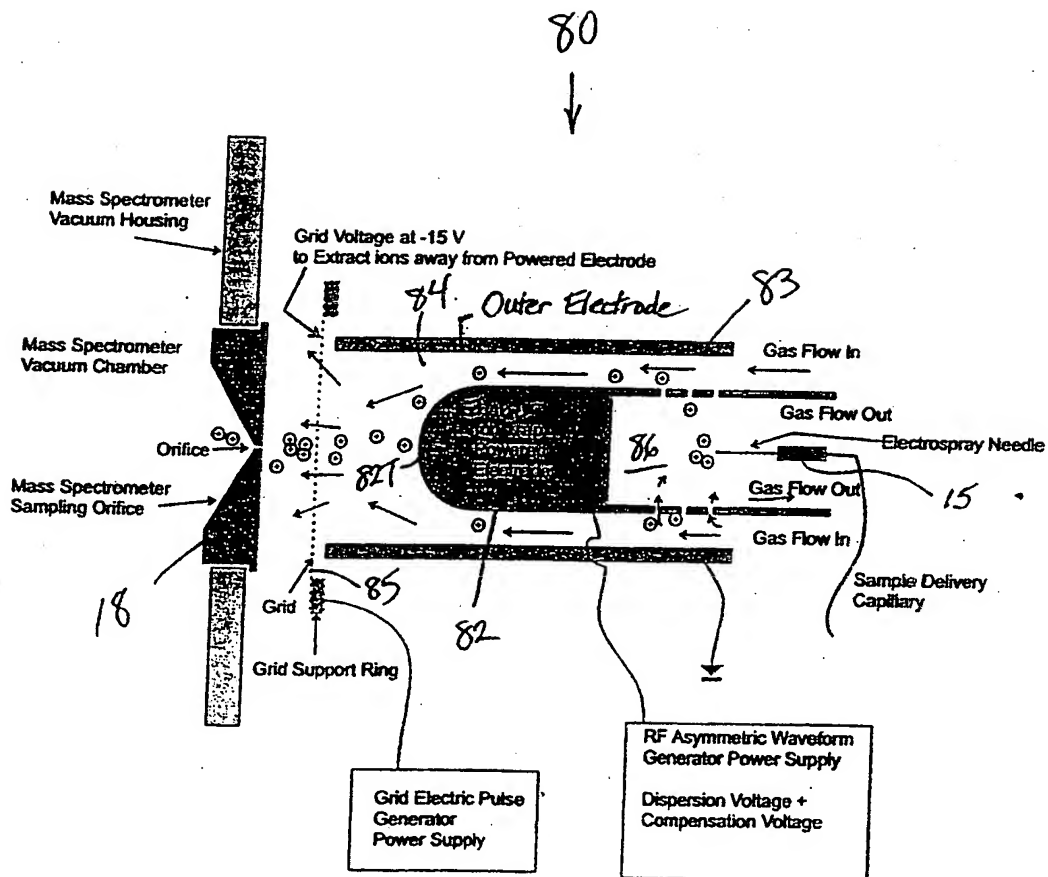 80
Mass Spectrometer
Vacuum Housing
Grid Voltage at -15 V
to Extract ions away from Powered Electrode
84
Outer Electrode
83
Mass Spectrometer
Vacuum Chamber
Gas Flow In
Gas Flow Out
Electrospray Needle
Orifice
82T
Powered
Electrode
86
Mass Spectrometer
Sampling Orifice
Gas Flow Out
15
Gas Flow In
Sample Delivery
Capillary
18
Grid
85
82
Grid Support Ring
RF Asymmetric Waveform
Generator Power Supply
Dispersion Voltage +
Compensation Voltage
Grid Electric Pulse
Generator
Power Supply